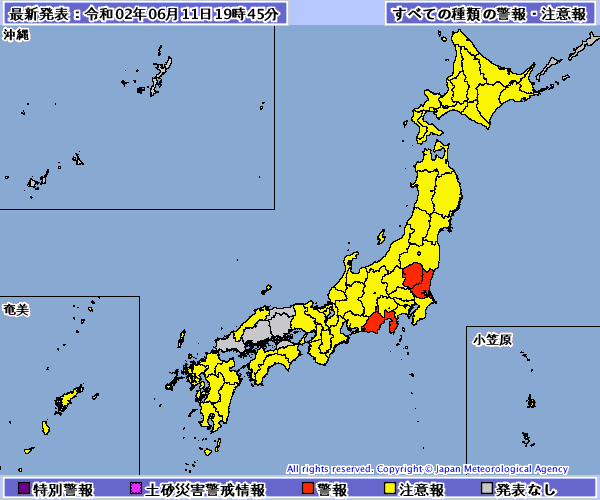 最新発表：令和02年06月11日19時45分
すべての種類の警報・注意報
沖縄
奄美
小笠原
All rights reserved. Copyright © Japan Meteorological Agency
特別警報 土砂災害警戒情報 警報 注意報 発表なし